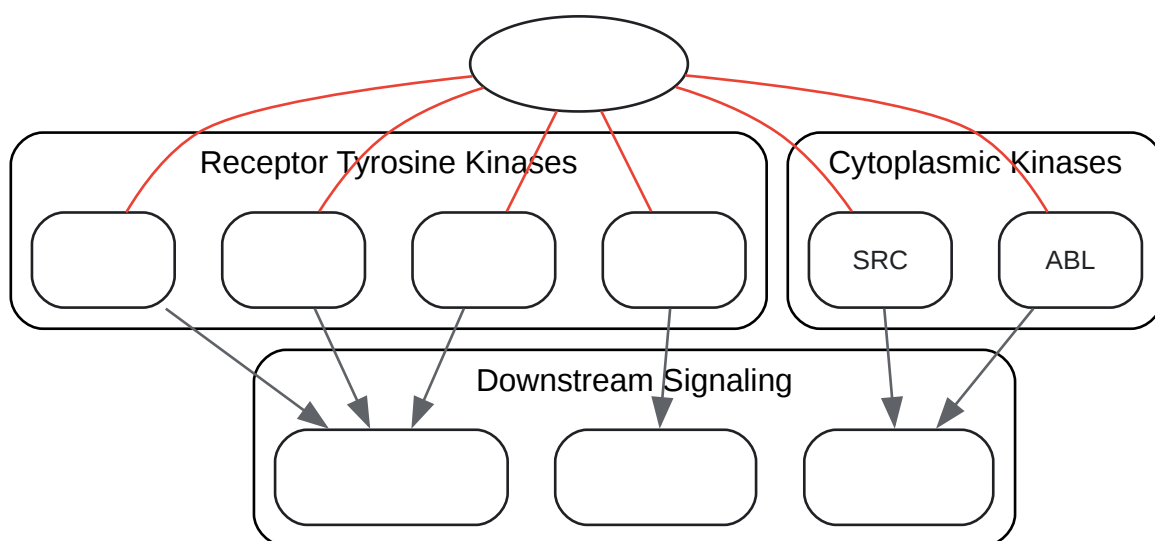 Receptor Tyrosine Kinases
Cytoplasmic Kinases
SRC
ABL
Downstream Signaling